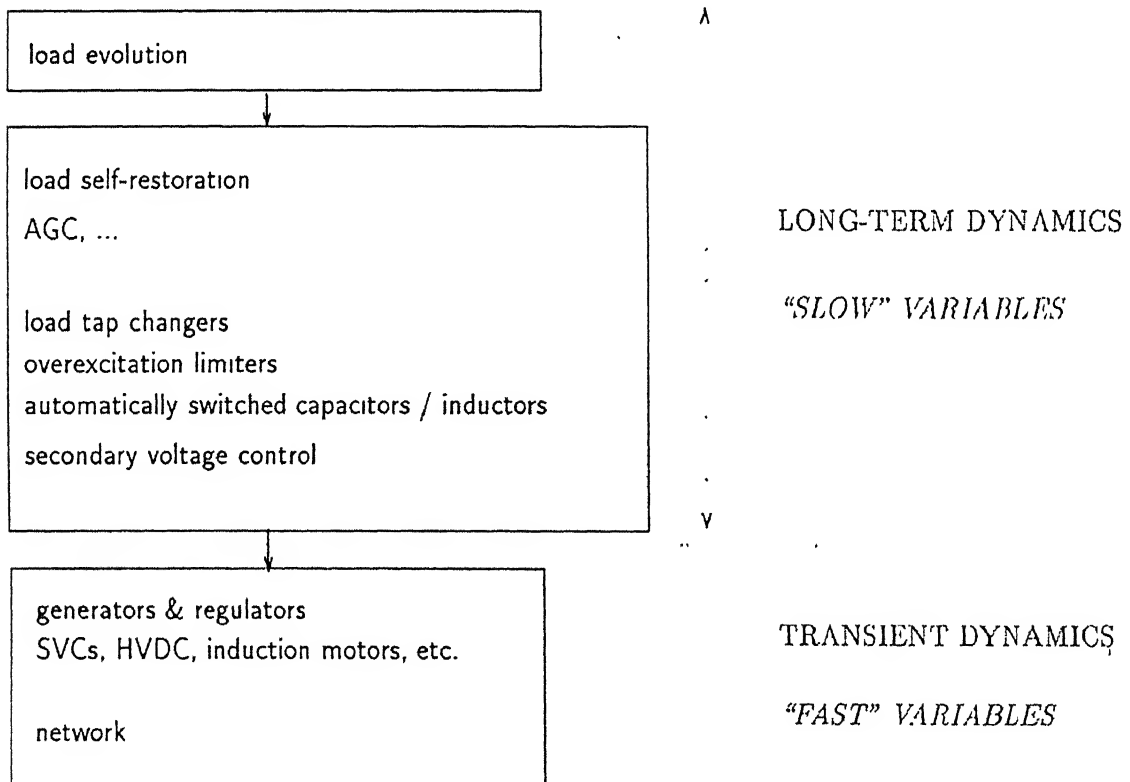 load evolution
load self-restoration
AGC, ...
load tap changers
overexcitation limiters
automatically switched capacitors / inductors
secondary voltage control
LONG-TERM DYNAMICS
“SLOW” VARIABLES
generators & regulators
SVCs, HVDC, induction motors, etc.
network
TRANSIENT DYNAMICS
“FAST” VARIABLES